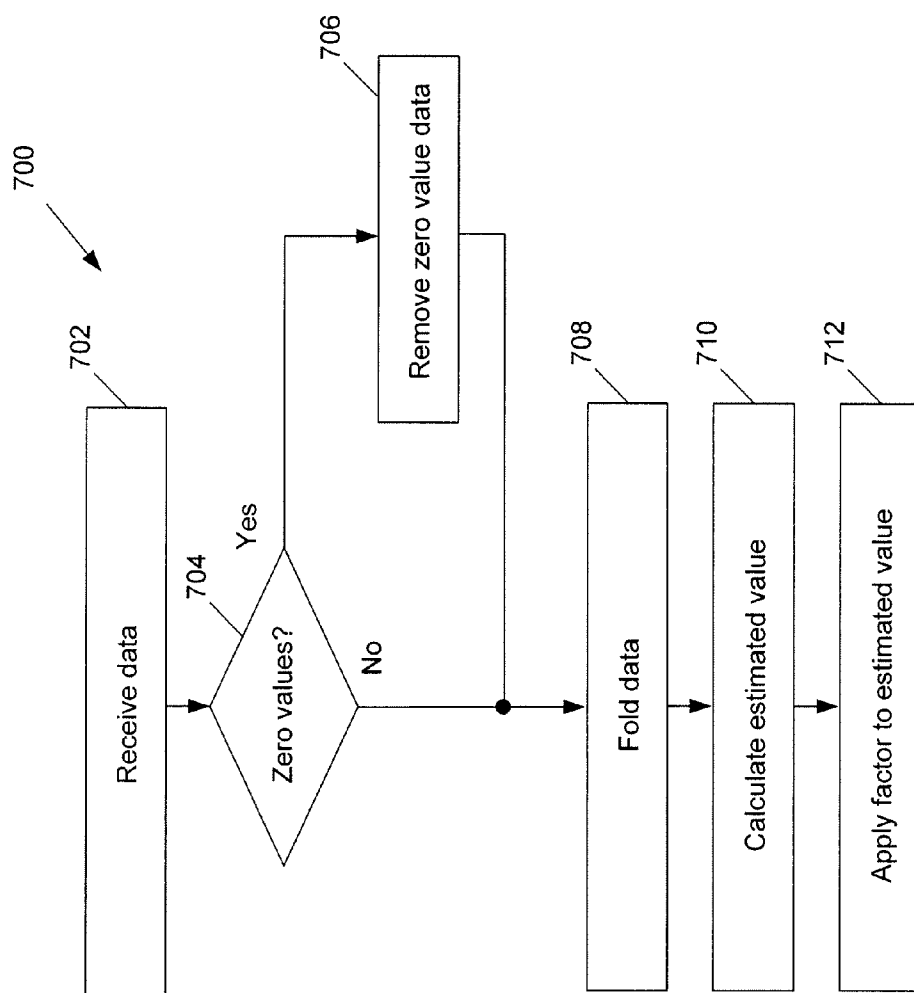 700
702
Receive data
704
Zero values?
Yes
No
706
Remove zero value data
708
Fold data
710
Calculate estimated value
712
Apply factor to estimated value